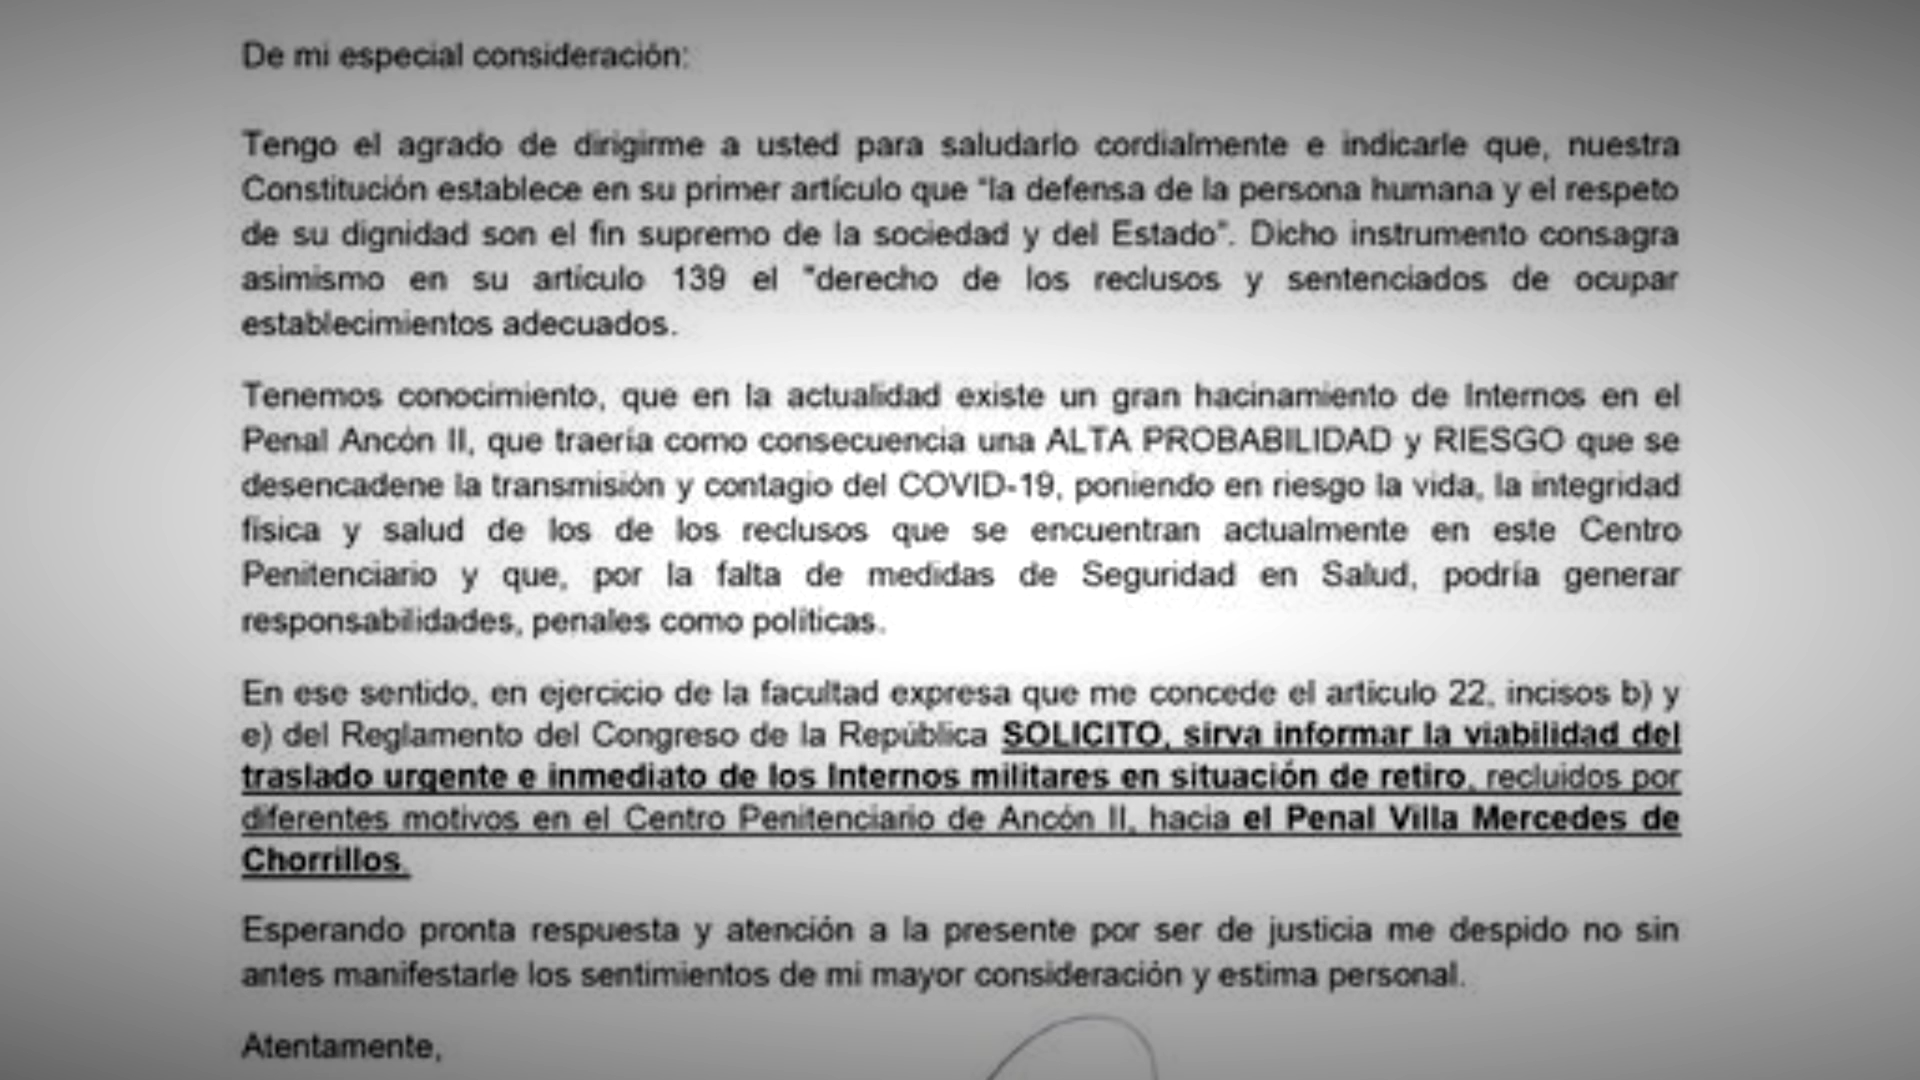 De mi especial consideración:
Tengo el agrado de dirigirme a usted para saludarlo cordialmente e indicarle que, nuestra
Constitución establece en su primer artículo que "la defensa de la persona humana y el respeto
de su dignidad son el fin supremo de la sociedad y del Estado". Dicho instrumento consagra
asimismo en su artículo 139 el "derecho de los reclusos y sentenciados de ocupar
establecimientos adecuados.
Tenemos conocimiento, que en la actualidad existe un gran hacinamiento de Internos en el
Penal Ancón II, que traería como consecuencia una ALTA PROBABILIDAD y RIESGO que se
desencadene la transmisión y contagio del COVID-19, poniendo en riesgo la vida, la integridad
física y salud de los de los reclusos que se encuentran actualmente en este Centro
Penitenciario y que, por la falta de medidas de Seguridad en Salud, podría generar
responsabilidades, penales como políticas.
En ese sentido, en ejercicio de la facultad expresa que me concede el artículo 22, incisos b) y
e) del Reglamento del Congreso de la República SOLICITO, sirva informar la viabilidad del
traslado urgente e inmediato de los Internos militares en situación de retiro, recluidos por
diferentes motivos en el Centro Penitenciario de Ancón II, hacia el Penal Villa Mercedes de
Chorrillos.
Esperando pronta respuesta y atención a la presente por ser de justicia me despido no sin
antes manifestarle los sentimientos de mi mayor consideración y estima personal.
Atentamente,